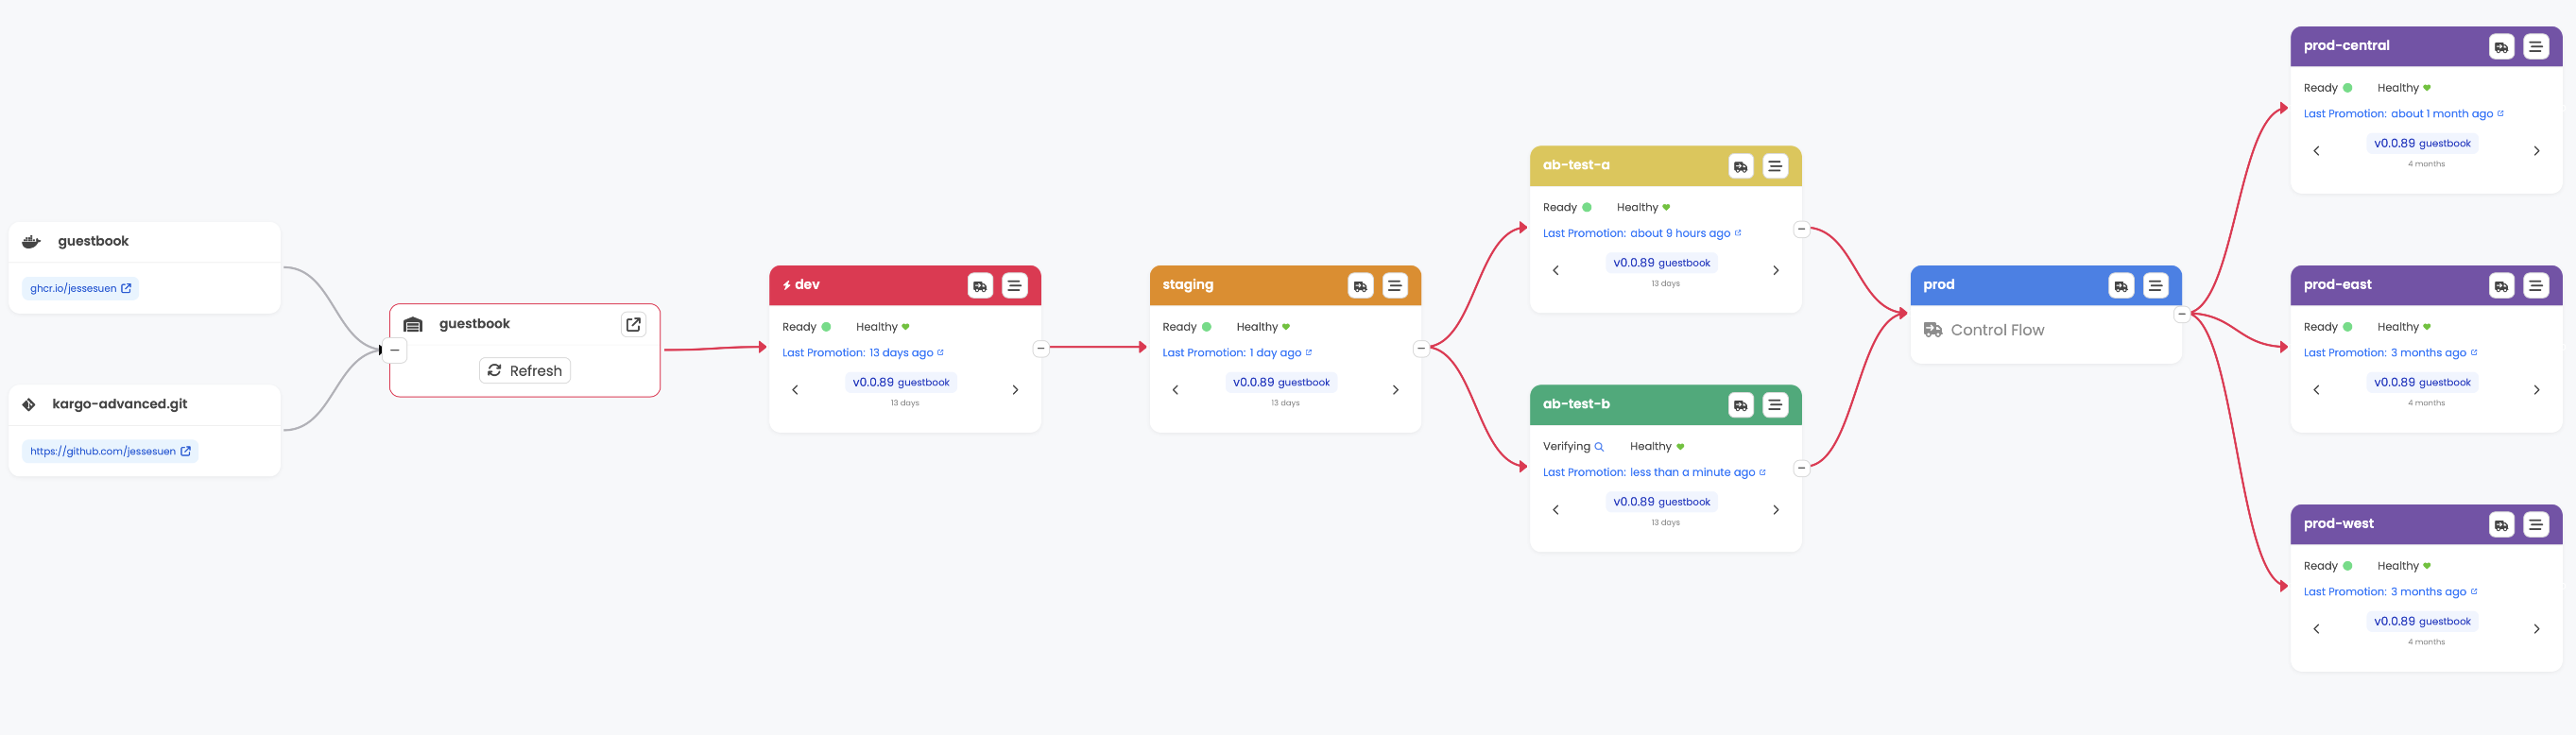 guestbook
ghcr.io/jessesuen
kargo-advanced.git
https://github.com/jessesuen
guestbook
Refresh
dev
Ready Healthy
Last Promotion: 13 days ago
v0.0.89 guestbook
13 days
staging
Ready Healthy
Last Promotion: 1 day ago
v0.0.89 guestbook
13 days
ab-test-a
Ready Healthy
Last Promotion: about 9 hours ago
v0.0.89 guestbook
13 days
ab-test-b
Verifying Healthy
Last Promotion: less than a minute ago
v0.0.89 guestbook
13 days
prod
Control Flow
prod-central
Ready Healthy
Last Promotion: about 1 month ago
v0.0.89 guestbook
4 months
prod-east
Ready Healthy
Last Promotion: 3 months ago
v0.0.89 guestbook
4 months
prod-west
Ready Healthy
Last Promotion: 3 months ago
v0.0.89 guestbook
4 months